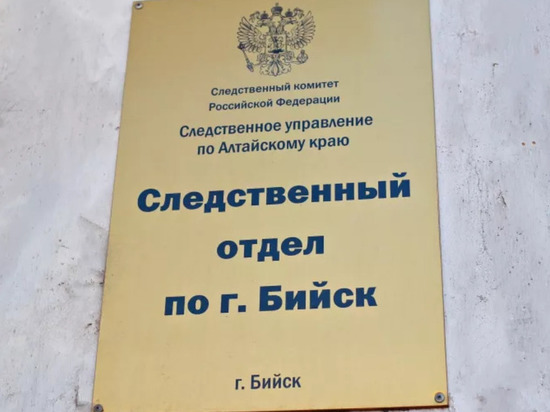 Следственный комитет
Российской Федерации
Следственное управление
по Алтайскому краю
Следственный
отдел
по г. Бийск
г. Бийск